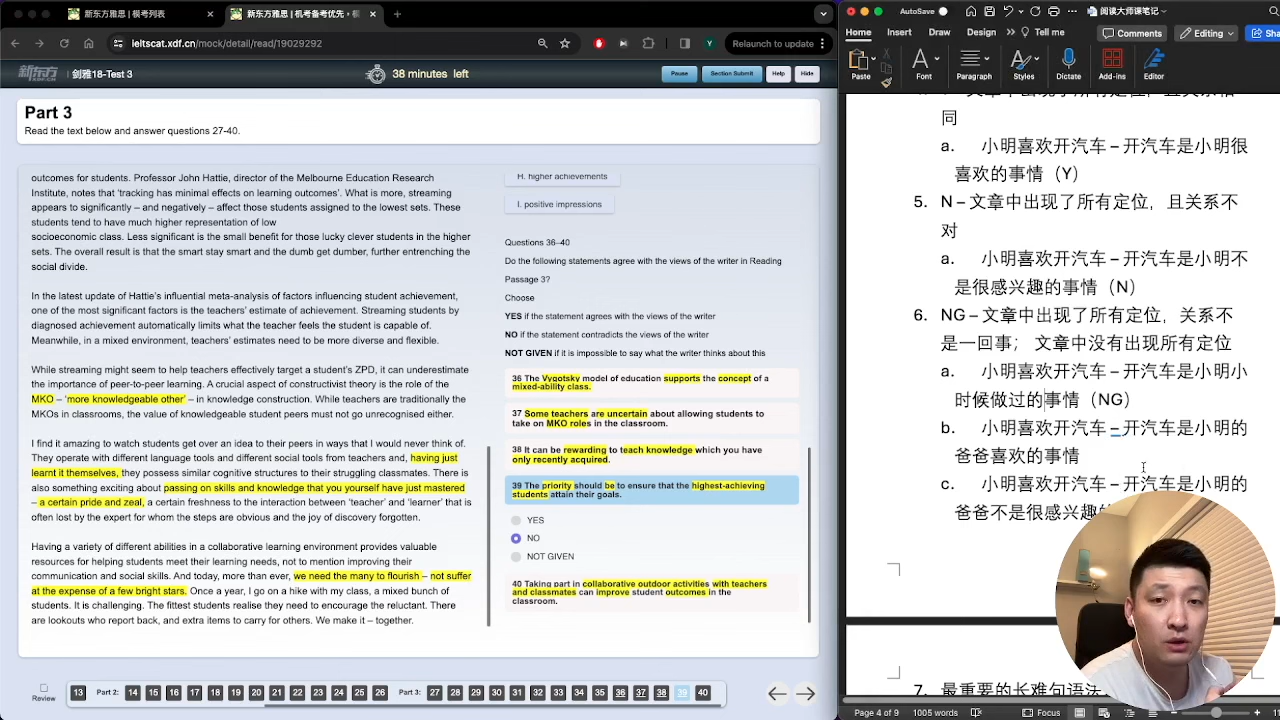 新东方雅思 | 模考列表
新东方雅思 | 机考备考优先 •
ieltscat.xdf.cn/mock/detail/read/19029292
Relaunch to update
新东方
剑雅18-Test 3
38 minutes left
Pause
Section Submit
Help
Hide
Part 3
Read the text below and answer questions 27-40.
outcomes for students. Professor John Hattie, director of the Melbourne Education Research
Institute, notes that 'tracking has minimal effects on learning outcomes'. What is more, streaming
appears to significantly – and negatively – affect those students assigned to the lowest sets. These
students tend to have much higher representation of low
socioeconomic class. Less significant is the small benefit for those lucky clever students in the higher
sets. The overall result is that the smart stay smart and the dumb get dumber, further entrenching the
social divide.
In the latest update of Hattie's influential meta-analysis of factors influencing student achievement,
one of the most significant factors is the teachers' estimate of achievement. Streaming students by
diagnosed achievement automatically limits what the teacher feels the student is capable of.
Meanwhile, in a mixed environment, teachers' estimates need to be more diverse and flexible.
While streaming might seem to help teachers effectively target a student's ZPD, it can underestimate
the importance of peer-to-peer learning. A crucial aspect of constructivist theory is the role of the
MKO – 'more knowledgeable other' – in knowledge construction. While teachers are traditionally the
MKOs in classrooms, the value of knowledgeable student peers must not go unrecognised either.
I find it amazing to watch students get over an idea to their peers in ways that I would never think of.
They operate with different language tools and different social tools from teachers and, having just
learnt it themselves, they possess similar cognitive structures to their struggling classmates. There is
also something exciting about passing on skills and knowledge that you yourself have just mastered
– a certain pride and zeal, a certain freshness to the interaction between 'teacher' and 'learner' that is
often lost by the expert for whom the steps are obvious and the joy of discovery forgotten.
Having a variety of different abilities in a collaborative learning environment provides valuable
resources for helping students meet their learning needs, not to mention improving their
communication and social skills. And today, more than ever, we need the many to flourish – not suffer
at the expense of a few bright stars. Once a year, I go on a hike with my class, a mixed bunch of
students. It is challenging. The fittest students realise they need to encourage the reluctant. There
are lookouts who report back, and extra items to carry for others. We make it – together.
H. higher achievements
I. positive impressions
Questions 36–40
Do the following statements agree with the views of the writer in Reading
Passage 3?
Choose
YES if the statement agrees with the views of the writer
NO if the statement contradicts the views of the writer
NOT GIVEN if it is impossible to say what the writer thinks about this
36 The Vygotsky model of education supports the concept of a
mixed-ability class.
37 Some teachers are uncertain about allowing students to
take on MKO roles in the classroom.
38 It can be rewarding to teach knowledge which you have
only recently acquired.
39 The priority should be to ensure that the highest-achieving
students attain their goals.
YES
NO
NOT GIVEN
40 Taking part in collaborative outdoor activities with teachers
and classmates can improve student outcomes in the
classroom.
Review
13 Part 2: 14 15 16 17 18 19 20 21 22 23 24 25 26 Part 3: 27 28 29 30 31 32 33 34 35 36 37 38 39 40
AutoSave
阅读大师课笔记
Home Insert Draw Design Tell me
Comments
Editing
Sha
Paste
Font
Paragraph
Styles
Dictate
Add-ins
Editor
同
a. 小明喜欢开汽车 – 开汽车是小明很
喜欢的事情（Y）
5. N – 文章中出现了所有定位，且关系不
对
a. 小明喜欢开汽车 – 开汽车是小明不
是很感兴趣的事情（N）
6. NG – 文章中出现了所有定位，关系不
是一回事； 文章中没有出现所有定位
a. 小明喜欢开汽车 – 开汽车是小明小
时候做过的事情（NG）
b. 小明喜欢开汽车 – 开汽车是小明的
爸爸喜欢的事情
c. 小明喜欢开汽车 – 开汽车是小明的
爸爸不是很感兴趣
7. 最重要的长难句语法
Page 4 of 9 1005 words
Focus